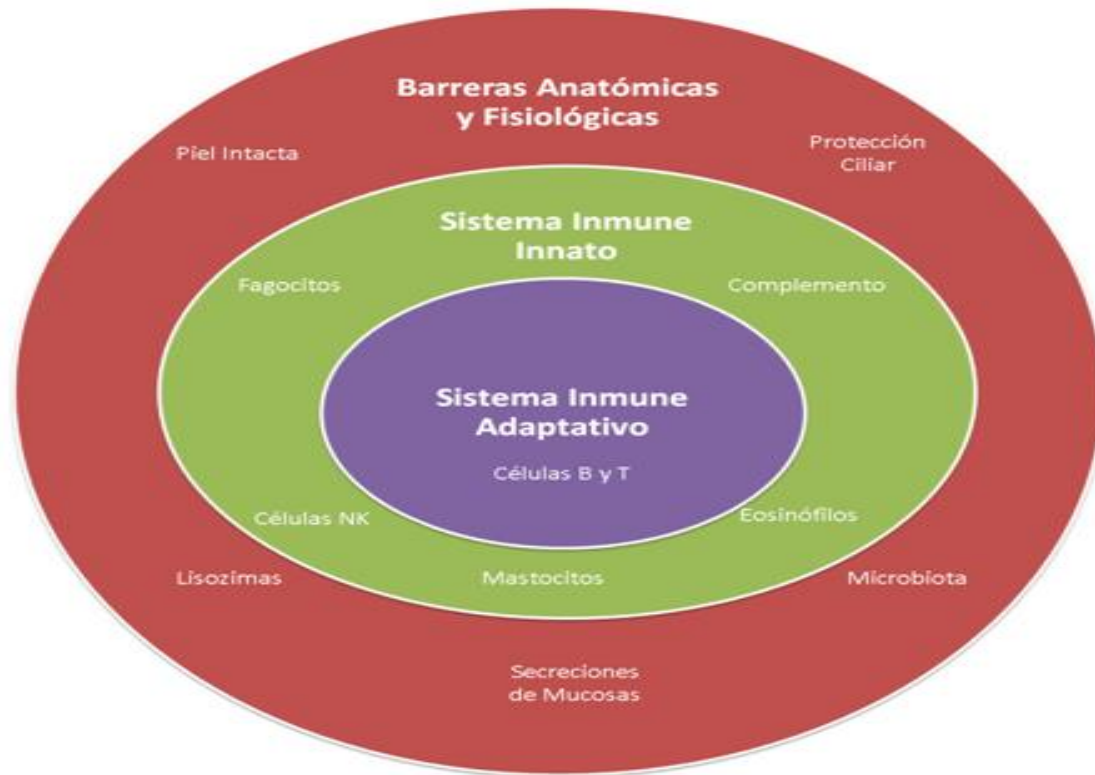 Barreras Anatómicas
y Fisiológicas
Piel Intacta
Protección
Ciliar
Sistema Inmune
Innato
Fagocitos
Complemento
Sistema Inmune
Adaptativo
Células B y T
Células NK
Eosinófilos
Lisozimas
Mastocitos
Microbiota
Secreciones
de Mucosas